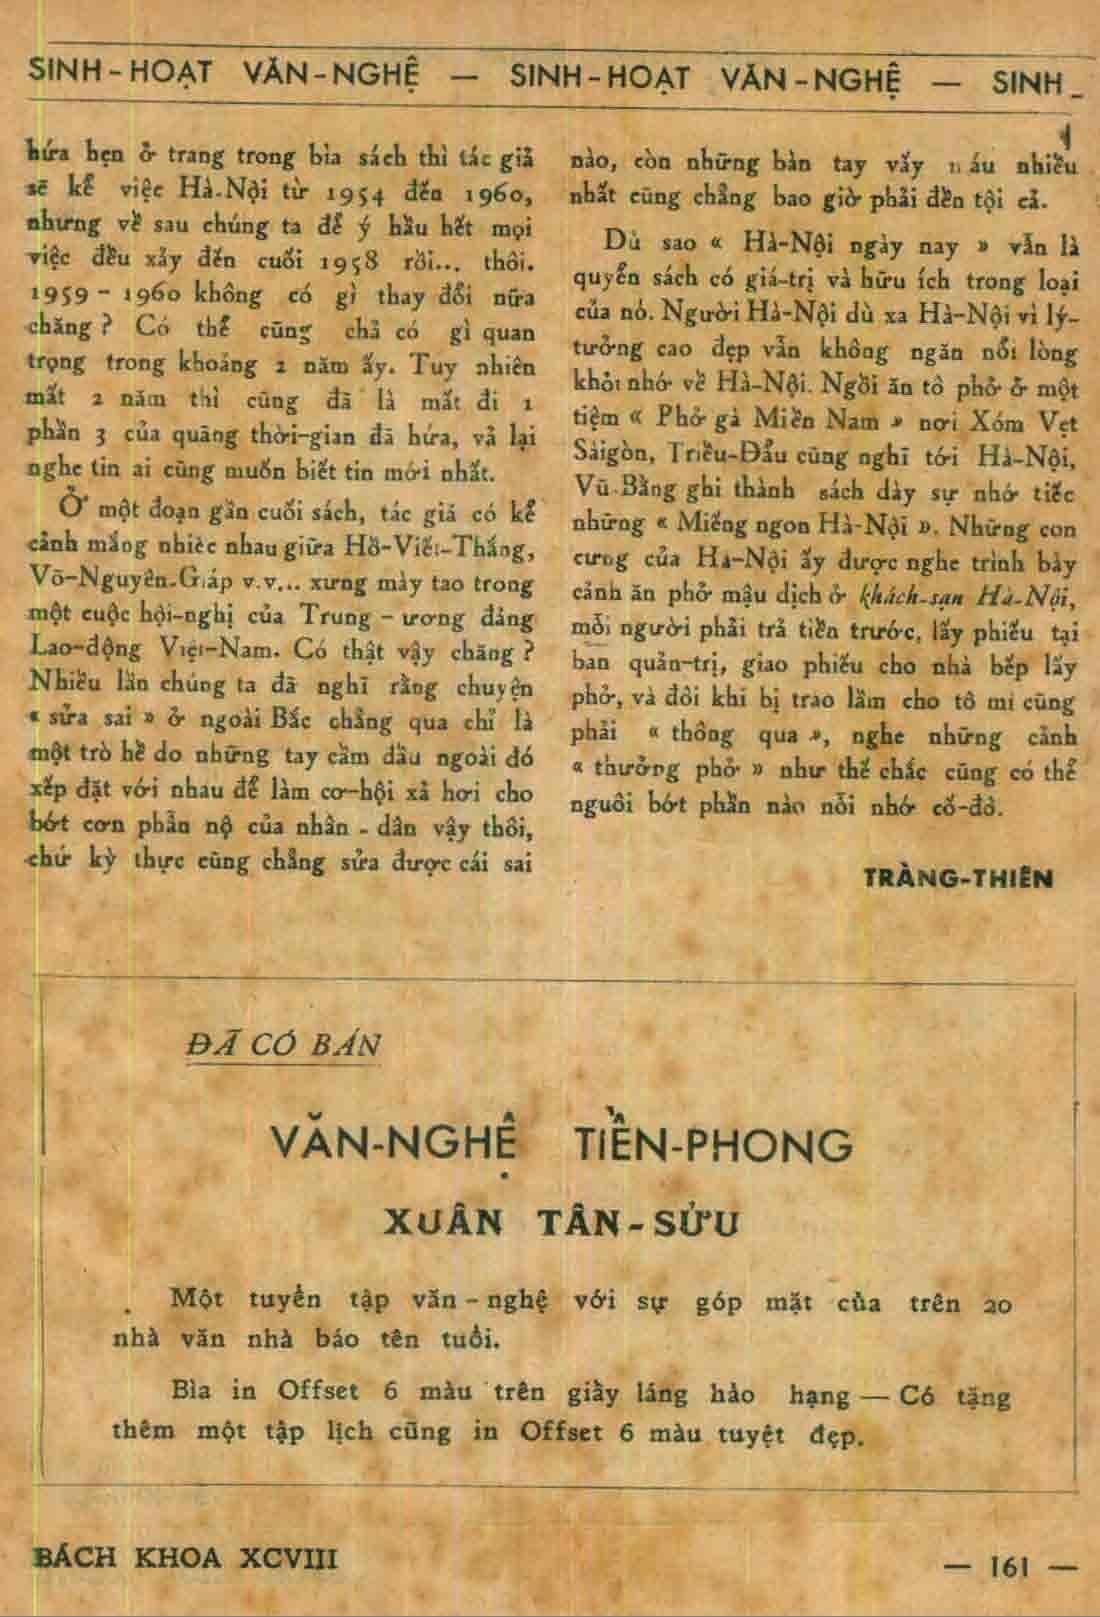 SINH-HOẠT VĂN-NGHỆ — SINH-HOẠT VĂN-NGHỆ — SINH_
hứa hẹn ở trang trong bìa sách thì tác giả
sẽ kể việc Hà-Nội từ 1954 đến 1960,
nhưng về sau chúng ta để ý hầu hết mọi
việc đều xảy đến cuối 1958 rồi... thôi.
1959 - 1960 không có gì thay đổi nữa
chăng ? Có thể cũng chả có gì quan
trọng trong khoảng 2 năm ấy. Tuy nhiên
mất 2 năm thì cũng đã là mất đi 1
phần 3 của quãng thời-gian đã hứa, vả lại
nghe tin ai cũng muốn biết tin mới nhất.
Ở một đoạn gần cuối sách, tác giả có kể
cảnh mắng nhiếc nhau giữa Hồ-Viết-Thắng,
Võ-Nguyên-Giáp v.v... xưng mày tao trong
một cuộc hội-nghị của Trung - ương đảng
Lao-động Việt-Nam. Có thật vậy chăng ?
Nhiều lần chúng ta đã nghĩ rằng chuyện
« sửa sai » ở ngoài Bắc chẳng qua chỉ là
một trò hề do những tay cầm đầu ngoài đó
xếp đặt với nhau để làm cơ-hội xả hơi cho
bớt cơn phẫn nộ của nhân - dân vậy thôi,
chứ kỳ thực cũng chẳng sửa được cái sai
nào, còn những bàn tay vấy máu nhiều
nhất cũng chẳng bao giờ phải đền tội cả.
Dù sao « Hà-Nội ngày nay » vẫn là
quyển sách có giá-trị và hữu ích trong loại
của nó. Người Hà-Nội dù xa Hà-Nội vì lý-
tưởng cao đẹp vẫn không ngăn nổi lòng
khỏi nhớ về Hà-Nội. Ngồi ăn tô phở ở một
tiệm « Phở gà Miền Nam » nơi Xóm Vẹt
Sàigòn, Triều-Đẩu cũng nghĩ tới Hà-Nội,
Vũ-Bằng ghi thành sách dày sự nhớ tiếc
những « Miếng ngon Hà-Nội ». Những con
cưng của Hà-Nội ấy được nghe trình bày
cảnh ăn phở mậu dịch ở khách-sạn Hà-Nội,
mỗi người phải trả tiền trước, lấy phiếu tại
ban quản-trị, giao phiếu cho nhà bếp lấy
phở, và đôi khi bị trao lầm cho tô mì cũng
phải « thông qua », nghe những cảnh
« thưởng phở » như thế chắc cũng có thể
nguôi bớt phần nào nỗi nhớ cố-đô.
TRÀNG-THIÊN
ĐÃ CÓ BÁN
VĂN-NGHỆ TIỀN-PHONG
XUÂN TÂN-SỬU
Một tuyển tập văn - nghệ với sự góp mặt của trên 20
nhà văn nhà báo tên tuổi.
Bìa in Offset 6 màu trên giấy láng hảo hạng — Có tặng
thêm một tập lịch cũng in Offset 6 màu tuyệt đẹp.
BÁCH KHOA XCVIII
— 161 —